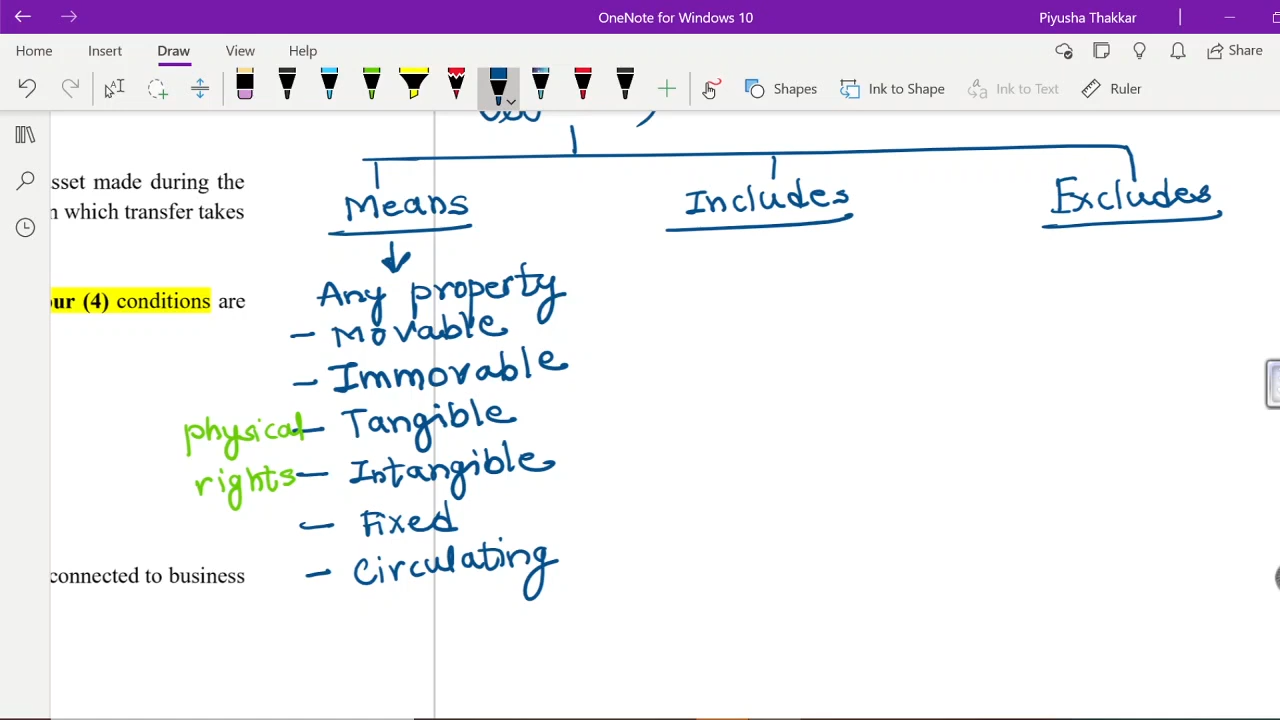 OneNote for Windows 10
Piyusha Thakkar
Home Insert Draw View Help
Share
Shapes Ink to Shape Ink to Text Ruler
sset made during the
n which transfer takes
Means Includes Excludes
Any property
our (4) conditions are
- Movable
- Immovable
physical - Tangible
rights - Intangible
- Fixed
- Circulating
connected to business